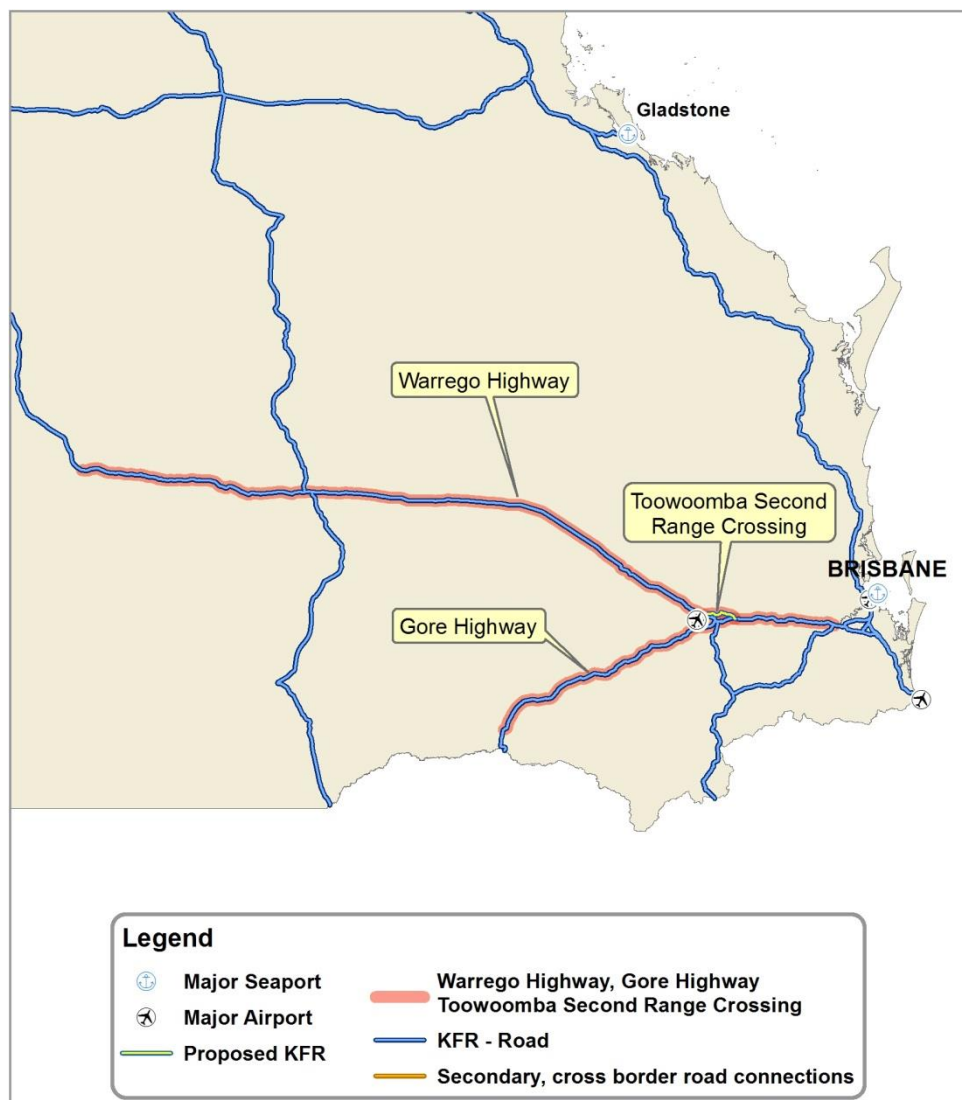 Gladstone
Warrego Highway
Toowoomba Second
Range Crossing
BRISBANE
Gore Highway
Legend
Major Seaport
Major Airport
Proposed KFR
Warrego Highway, Gore Highway
Toowoomba Second Range Crossing
KFR - Road
Secondary, cross border road connections